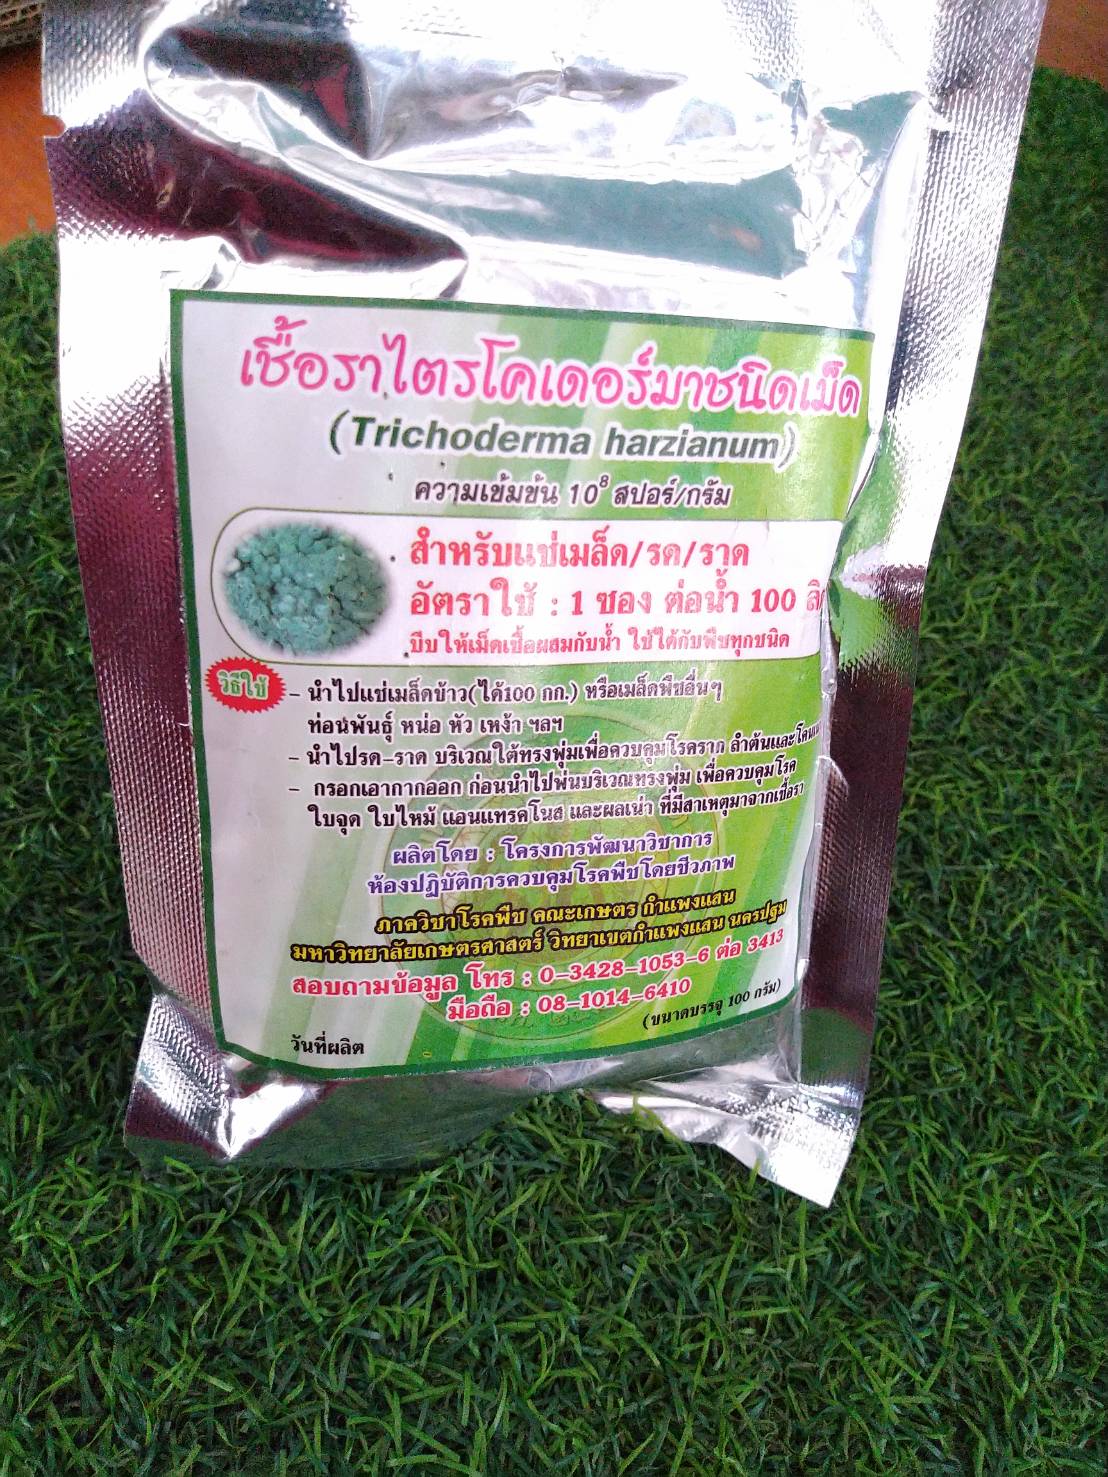 เชื้อราไตรโคเดอร์มาชนิดเม็ด
(Trichoderma harzianum)
ความเข้มข้น 10⁸ สปอร์/กรัม
สำหรับแช่เมล็ด/รด/ราด
อัตราใช้ : 1 ซอง ต่อน้ำ 100
บีบให้เม็ดเชื้อผสมกับน้ำ ใช้ได้กับพืชทุกชนิด
วิธีใช้
- นำไปแช่เมล็ดข้าว(ได้100 กก.) หรือเมล็ดพืชอื่นๆ
ท่อนพันธุ์ หน่อ หัว เหง้า ฯลฯ
- นำไปรด-ราด บริเวณใต้ทรงพุ่มเพื่อควบคุมโรคราก ลำต้นและ
- กรอกเอากากออก ก่อนนำไปพ่นบริเวณทรงพุ่ม เพื่อควบคุมโรค
ใบจุด ใบไหม้ แอนแทรคโนส และผลเน่า ที่มีสาเหตุมาจากเชื้อรา
ผลิตโดย : โครงการพัฒนาวิชาการ
ห้องปฏิบัติการควบคุมโรคพืชโดยชีวภาพ
ภาควิชาโรคพืช คณะเกษตร กำแพงแสน
มหาวิทยาลัยเกษตรศาสตร์ วิทยาเขตกำแพงแสน นครปฐม
สอบถามข้อมูล โทร : 0-3428-1053-6 ต่อ 3413
มือถือ : 08-1014-6410
(ขนาดบรรจุ 100 กรัม)
วันที่ผลิต